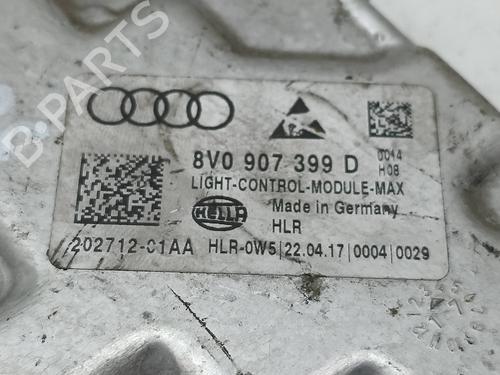 B-PARTS
8V0 907 399 D
0014
H08
LIGHT-CONTROL-MODULE-MAX
HELLA
Made in Germany
HLR
202712-C1AA HLR-0W5|22.04.17|0004|0029